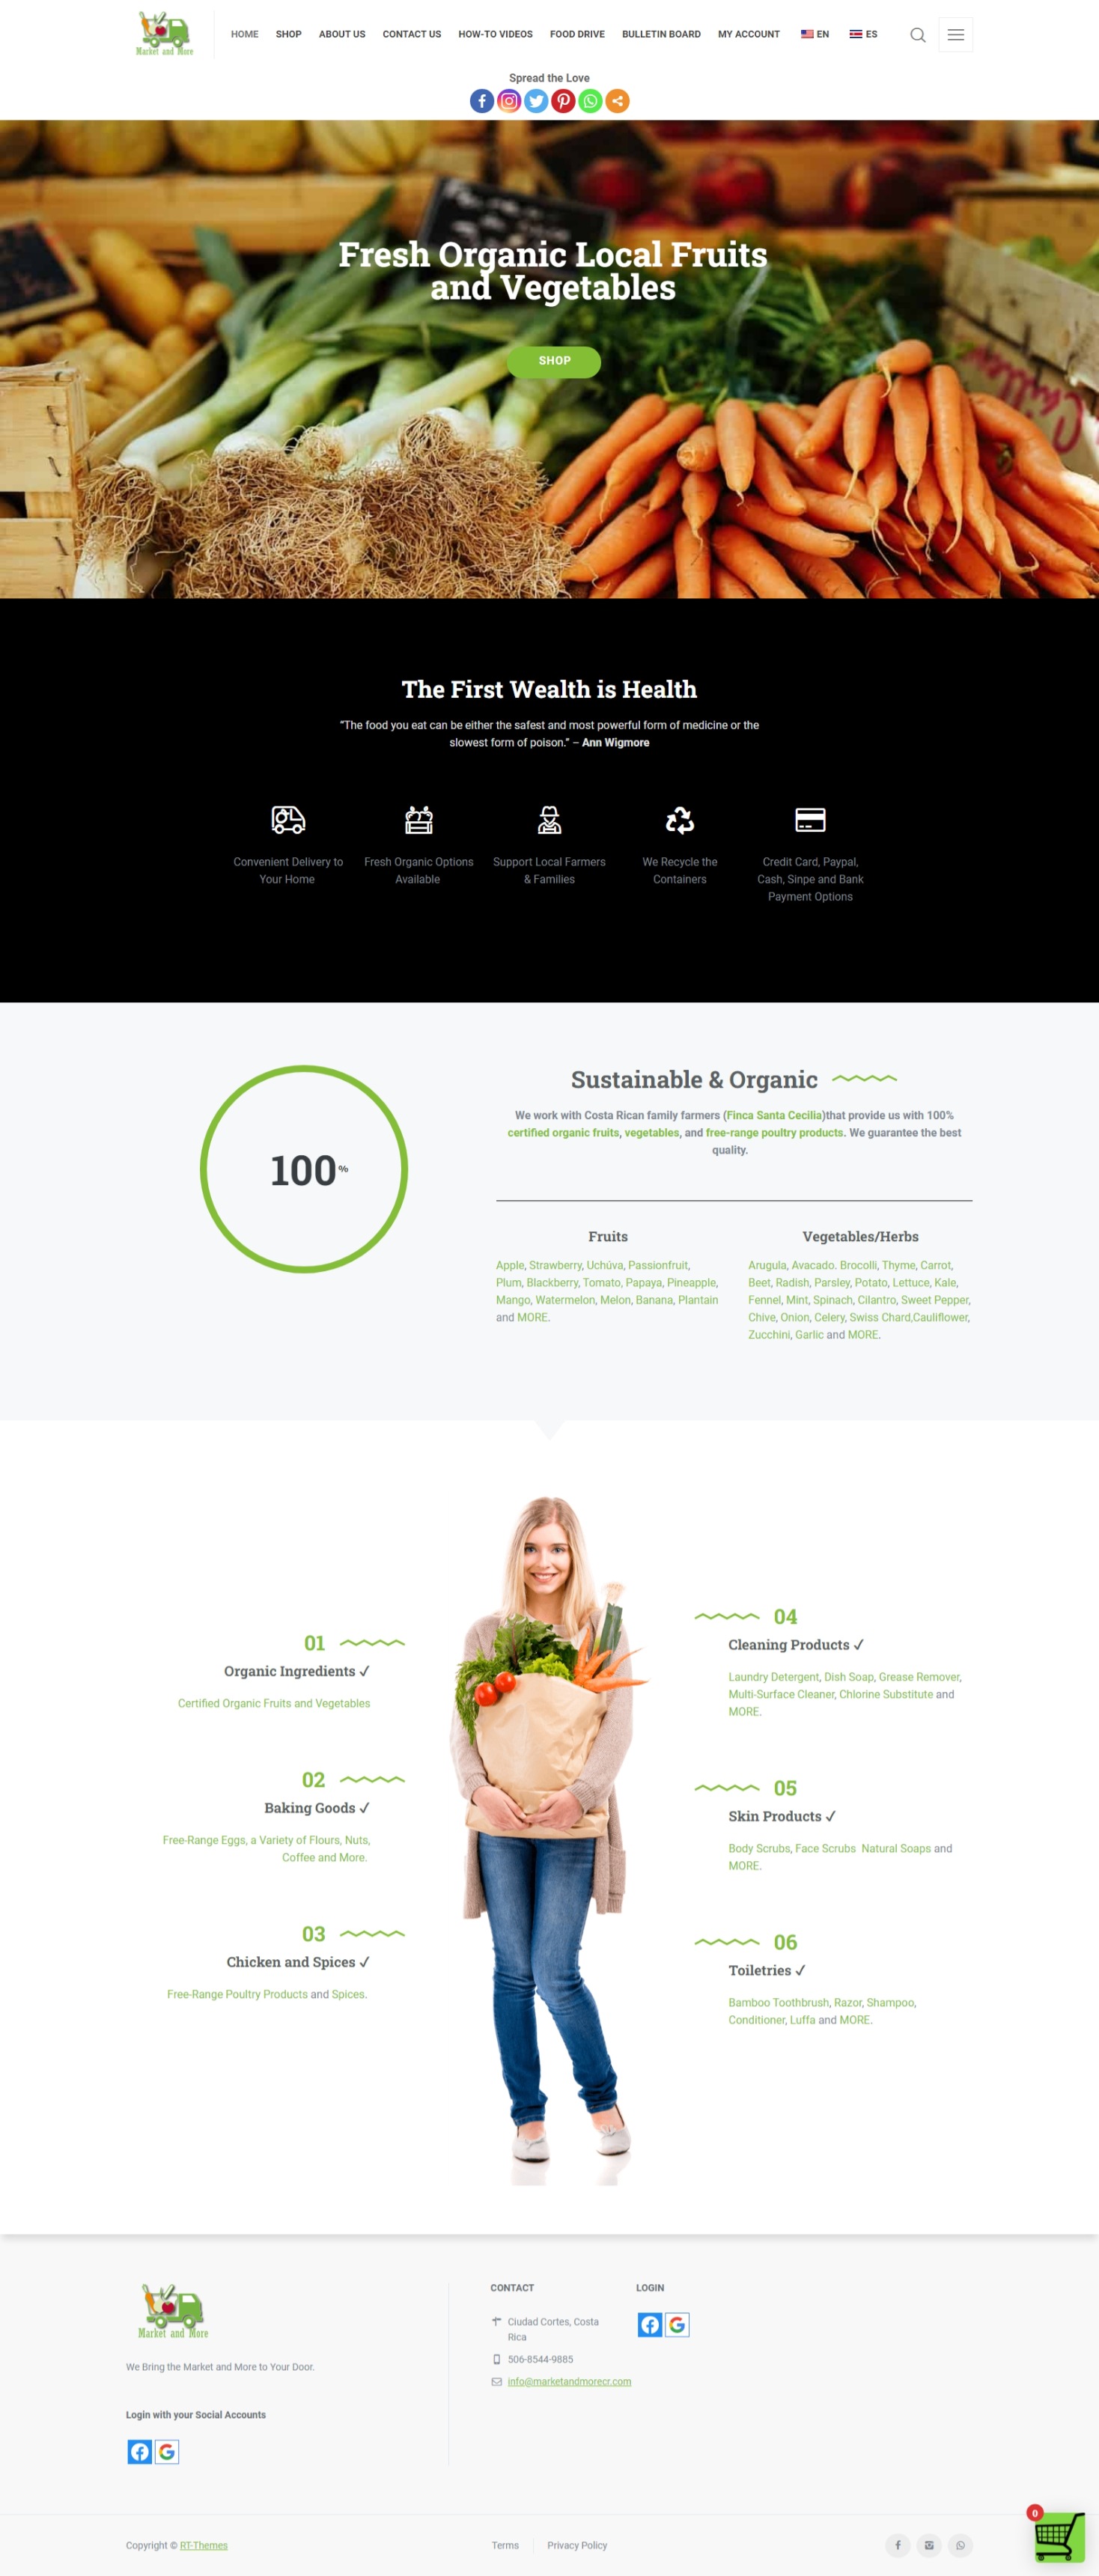 Market and More
HOME SHOP ABOUT US CONTACT US HOW-TO VIDEOS FOOD DRIVE BULLETIN BOARD MY ACCOUNT EN ES
Spread the Love
Fresh Organic Local Fruits
and Vegetables
SHOP
The First Wealth is Health
“The food you eat can be either the safest and most powerful form of medicine or the
slowest form of poison.” – Ann Wigmore
Convenient Delivery to
Your Home
Fresh Organic Options
Available
Support Local Farmers
& Families
We Recycle the
Containers
Credit Card, Paypal,
Cash, Sinpe and Bank
Payment Options
100 %
Sustainable & Organic
We work with Costa Rican family farmers (Finca Santa Cecilia)that provide us with 100%
certified organic fruits, vegetables, and free-range poultry products. We guarantee the best
quality.
Fruits
Apple, Strawberry, Uchúva, Passionfruit,
Plum, Blackberry, Tomato, Papaya, Pineapple,
Mango, Watermelon, Melon, Banana, Plantain
and MORE.
Vegetables/Herbs
Arugula, Avacado. Brocolli, Thyme, Carrot,
Beet, Radish, Parsley, Potato, Lettuce, Kale,
Fennel, Mint, Spinach, Cilantro, Sweet Pepper,
Chive, Onion, Celery, Swiss Chard,Cauliflower,
Zucchini, Garlic and MORE.
01
Organic Ingredients ✓
Certified Organic Fruits and Vegetables
02
Baking Goods ✓
Free-Range Eggs, a Variety of Flours, Nuts,
Coffee and More.
03
Chicken and Spices ✓
Free-Range Poultry Products and Spices.
04
Cleaning Products ✓
Laundry Detergent, Dish Soap, Grease Remover,
Multi-Surface Cleaner, Chlorine Substitute and
MORE.
05
Skin Products ✓
Body Scrubs, Face Scrubs  Natural Soaps and
MORE.
06
Toiletries ✓
Bamboo Toothbrush, Razor, Shampoo,
Conditioner, Luffa and MORE.
Market and More
We Bring the Market and More to Your Door.
Login with your Social Accounts
CONTACT
Ciudad Cortes, Costa
Rica
506-8544-9885
info@marketandmorecr.com
LOGIN
0
Copyright © RT-Themes
Terms
Privacy Policy